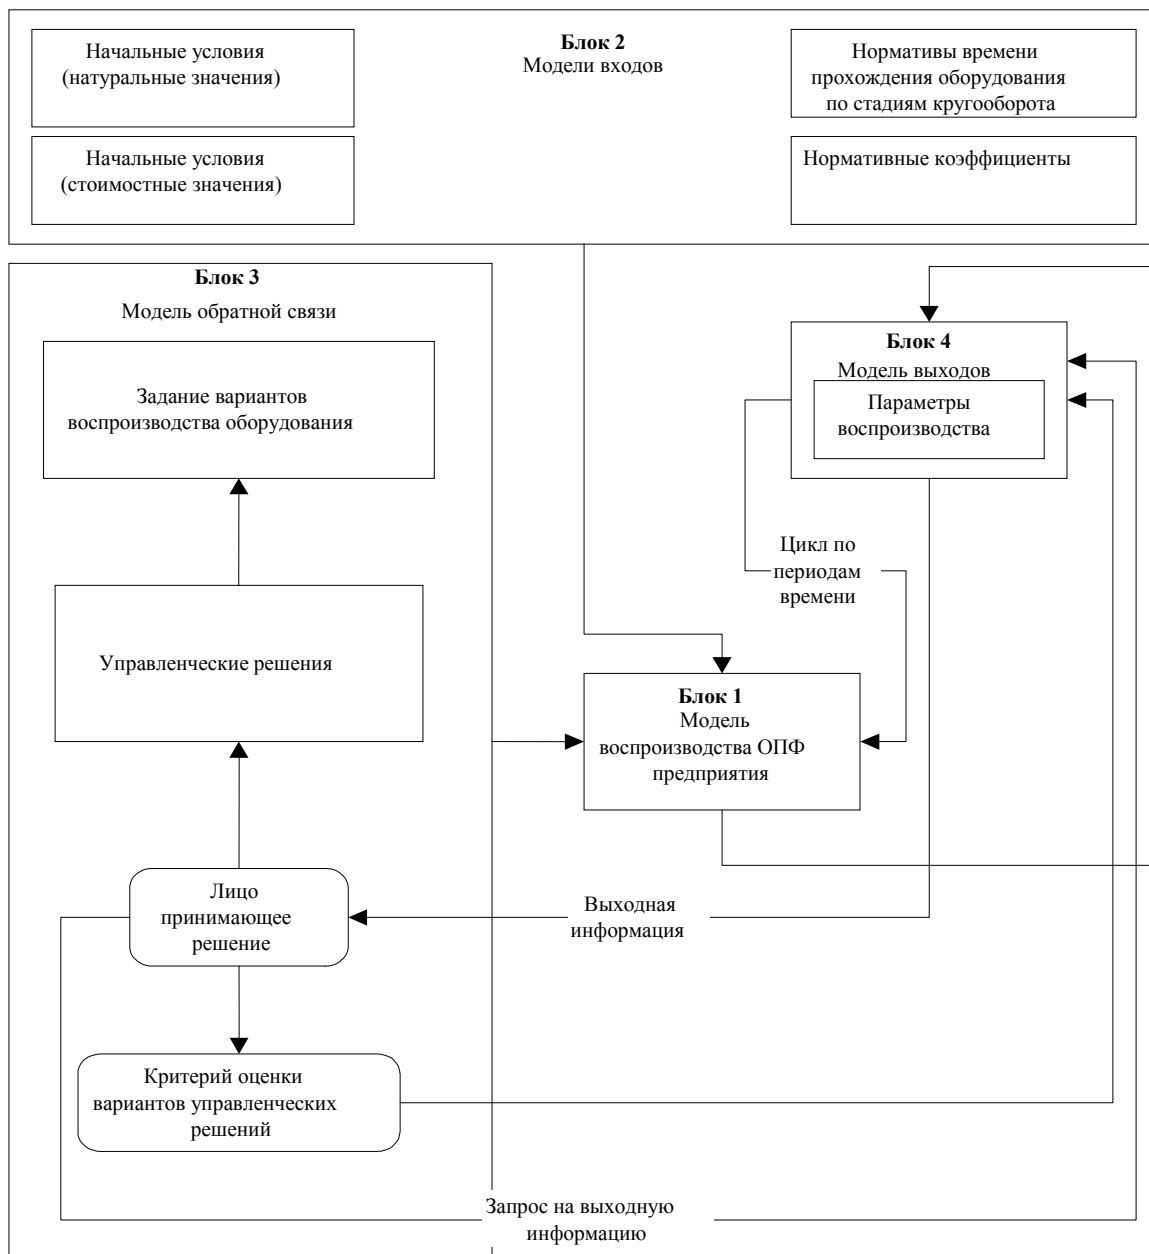 Блок 2
Модели входов
Начальные условия
(натуральные значения)
Начальные условия
(стоимостные значения)
Нормативы времени
прохождения оборудования
по стадиям кругооборота
Нормативные коэффициенты
Блок 3
Модель обратной связи
Задание вариантов
воспроизводства оборудования
Управленческие решения
Лицо
принимающее
решение
Критерий оценки
вариантов управленческих
решений
Блок 4
Модель выходов
Параметры
воспроизводства
Цикл по
периодам
времени
Блок 1
Модель
воспроизводства ОПФ
предприятия
Выходная
информация
Запрос на выходную
информацию